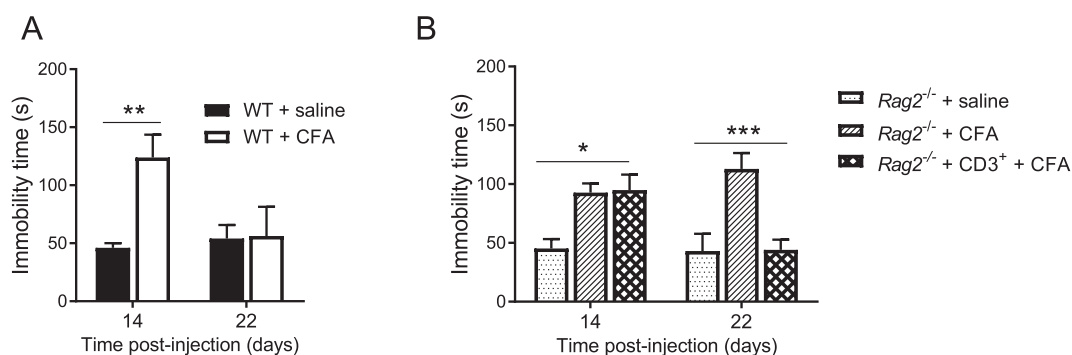 A
200
150
100
50
0
Immobility time (s)
**
WT + saline
WT + CFA
14
22
Time post-injection (days)
B
200
150
100
50
0
Immobility time (s)
*
***
Rag2-/- + saline
Rag2-/- + CFA
Rag2-/- + CD3+ + CFA
14
22
Time post-injection (days)